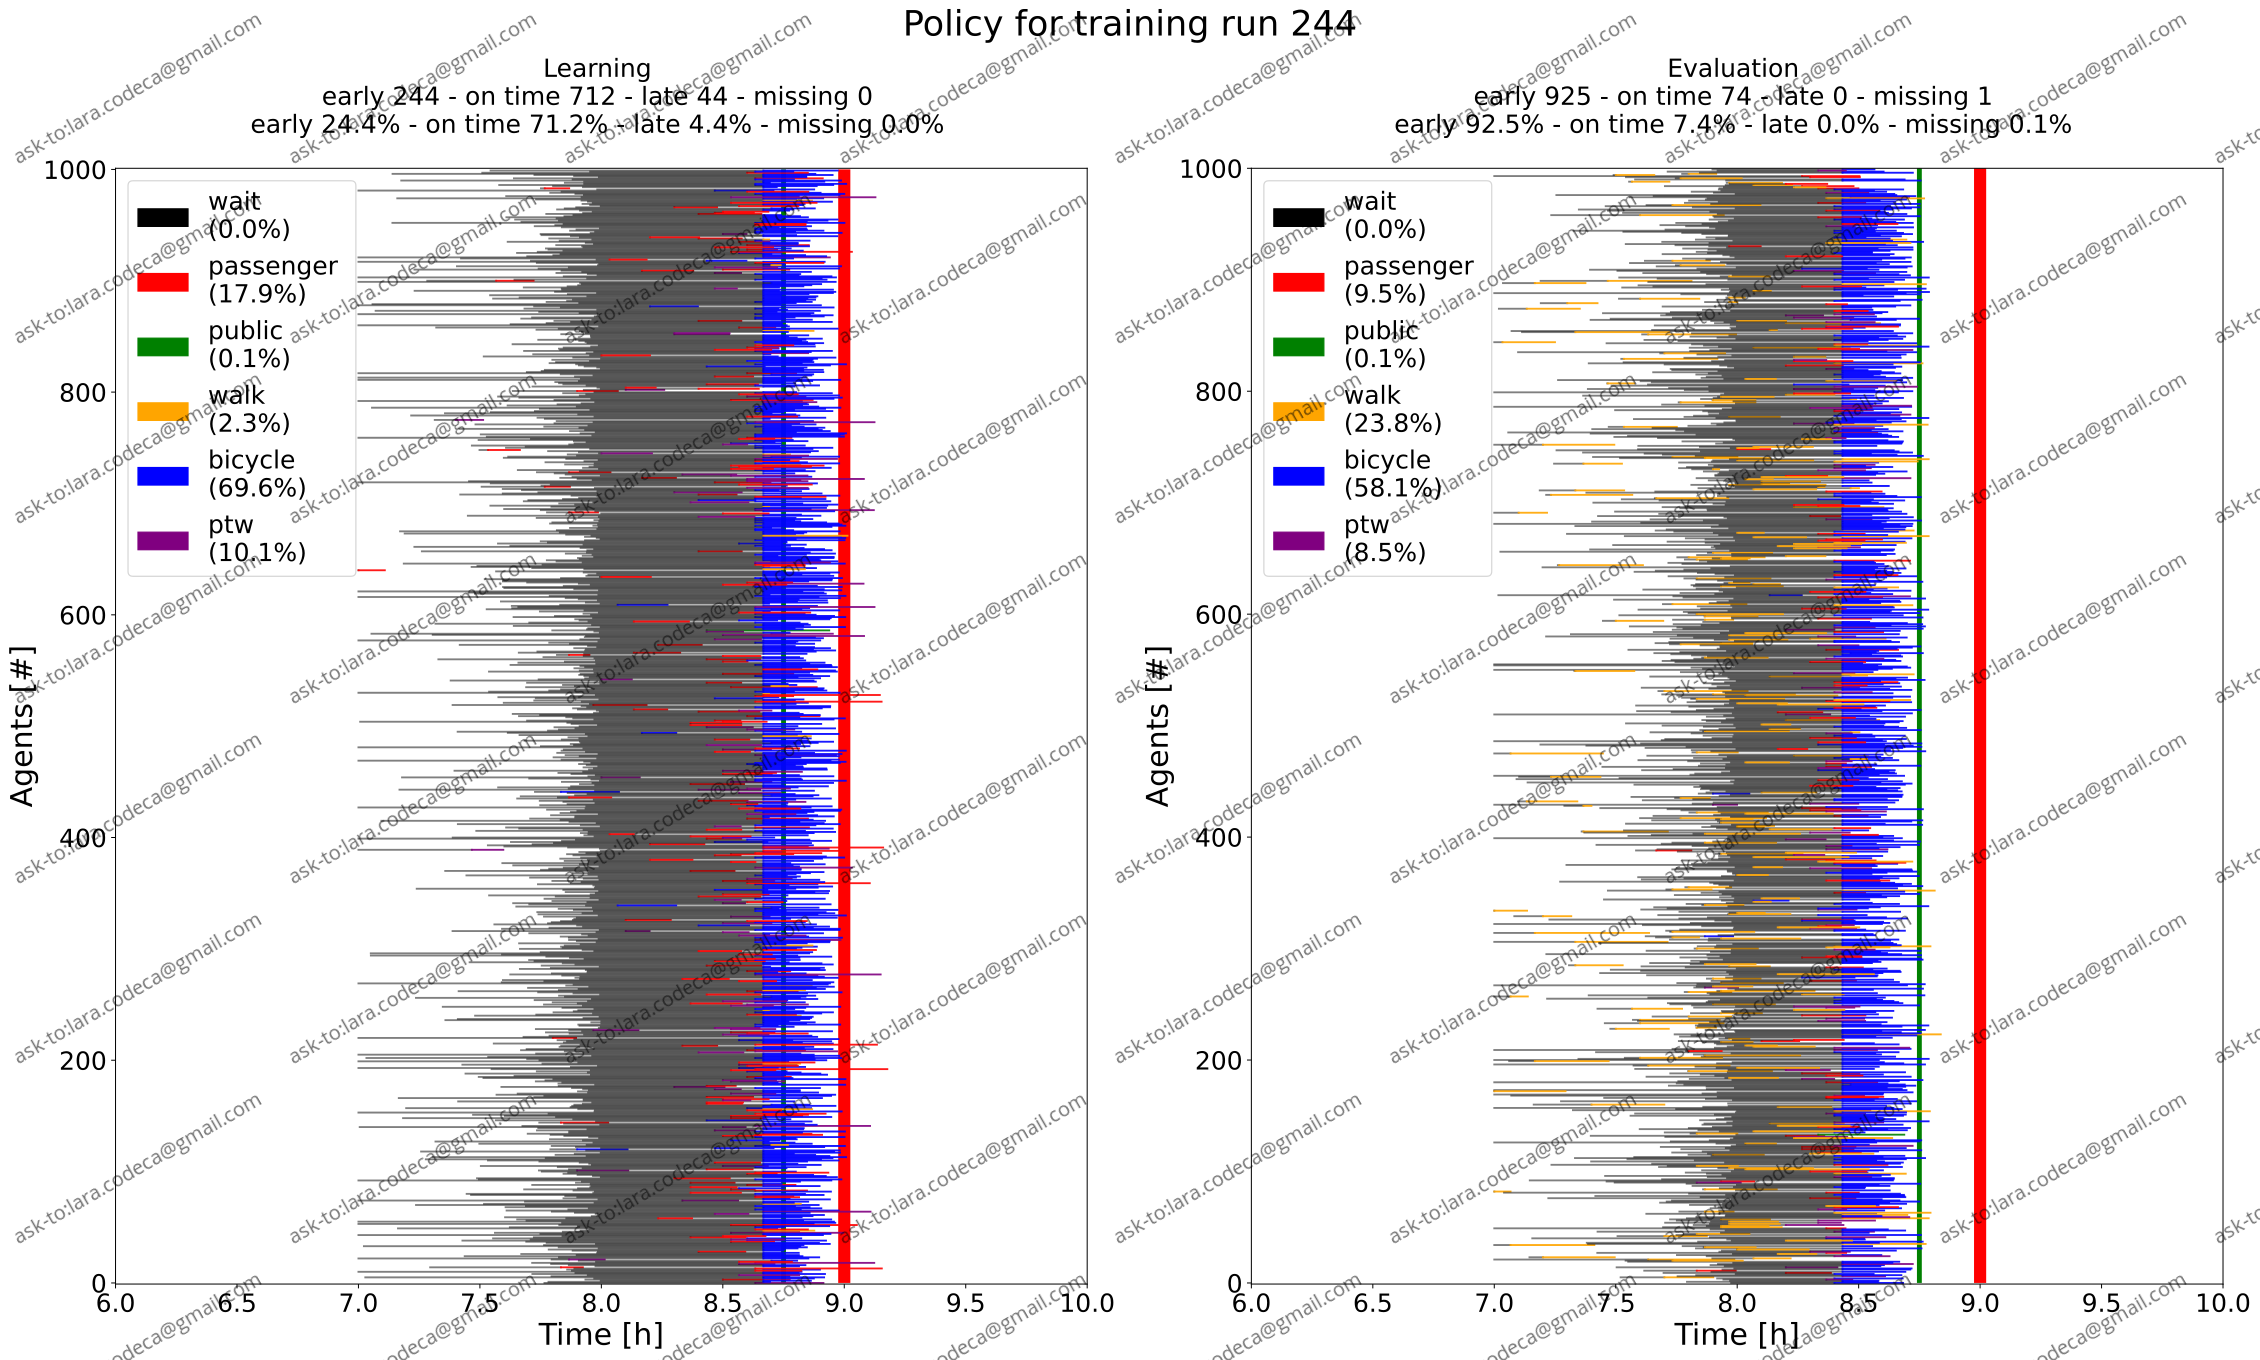 Policy for training run 244
Learning
early 244 - on time 712 - late 44 - missing 0
early 24.4% - on time 71.2% - late 4.4% - missing 0.0%
Evaluation
early 925 - on time 74 - late 0 - missing 1
early 92.5% - on time 7.4% - late 0.0% - missing 0.1%
wait
(0.0%)
passenger
(17.9%)
public
(0.1%)
walk
(2.3%)
bicycle
(69.6%)
ptw
(10.1%)
1000
800
600
400
200
0
Agents [#]
6.0 6.5 7.0 7.5 8.0 8.5 9.0 9.5 10.0
Time [h]
wait
(0.0%)
passenger
(9.5%)
public
(0.1%)
walk
(23.8%)
bicycle
(58.1%)
ptw
(8.5%)
1000
800
600
400
200
0
Agents [#]
6.0 6.5 7.0 7.5 8.0 8.5 9.0 9.5 10.0
Time [h]
ask-to:lara.codeca@gmail.com